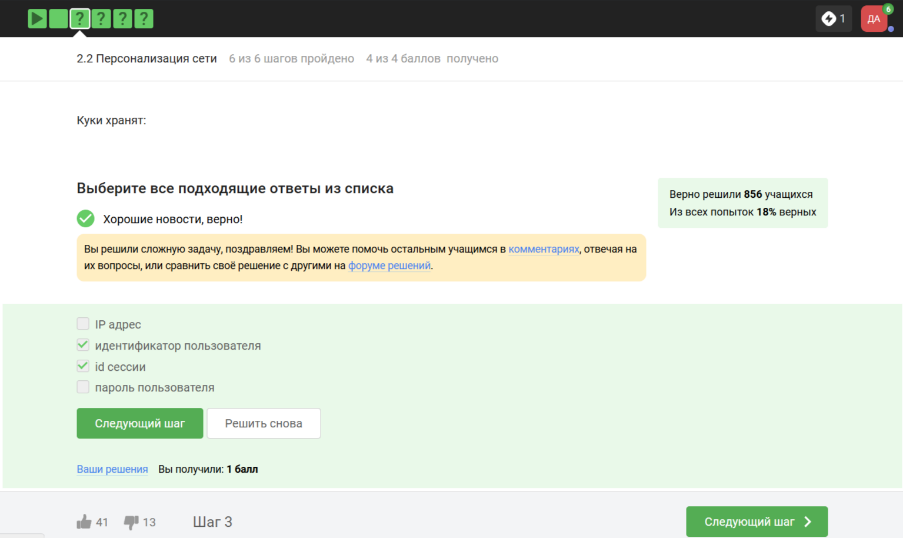 ? ? ? ?
1
ДА
6
2.2 Персонализация сети 6 из 6 шагов пройдено 4 из 4 баллов получено
Куки хранят:
Выберите все подходящие ответы из списка
Хорошие новости, верно!
Вы решили сложную задачу, поздравляем! Вы можете помочь остальным учащимся в комментариях, отвечая на
их вопросы, или сравнить своё решение с другими на форуме решений.
Верно решили 856 учащихся
Из всех попыток 18% верных
IP адрес
идентификатор пользователя
id сессии
пароль пользователя
Следующий шаг Решить снова
Ваши решения Вы получили: 1 балл
41 13 Шаг 3 Следующий шаг